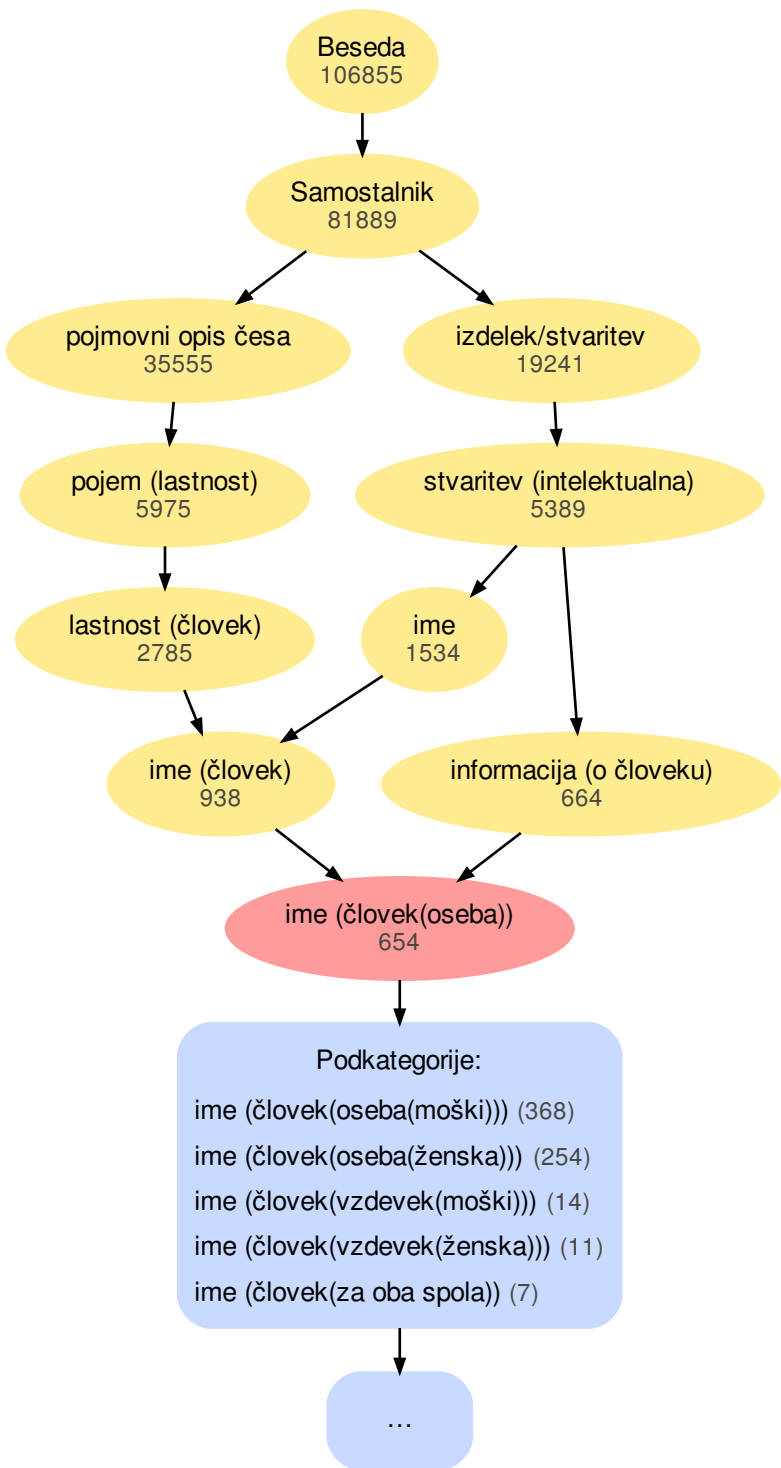 Beseda
106855
Samostalnik
81889
pojmovni opis česa
35555
izdelek/stvaritev
19241
pojem (lastnost)
5975
stvaritev (intelektualna)
5389
lastnost (človek)
2785
ime
1534
ime (človek)
938
informacija (o človeku)
664
ime (človek(oseba))
654
Podkategorije:
ime (človek(oseba(moški))) (368)
ime (človek(oseba(ženska))) (254)
ime (človek(vzdevek(moški))) (14)
ime (človek(vzdevek(ženska))) (11)
ime (človek(za oba spola)) (7)
...